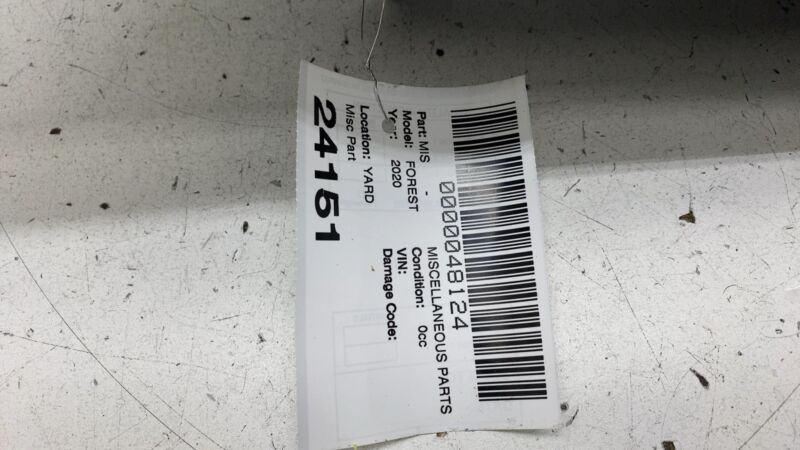 0000048124
Part: MIS - MISCELLANEOUS PARTS
Model: FOREST Condition: 0cc
Year: 2020 VIN:
Damage Code:
Location: YARD
Misc Part
24151